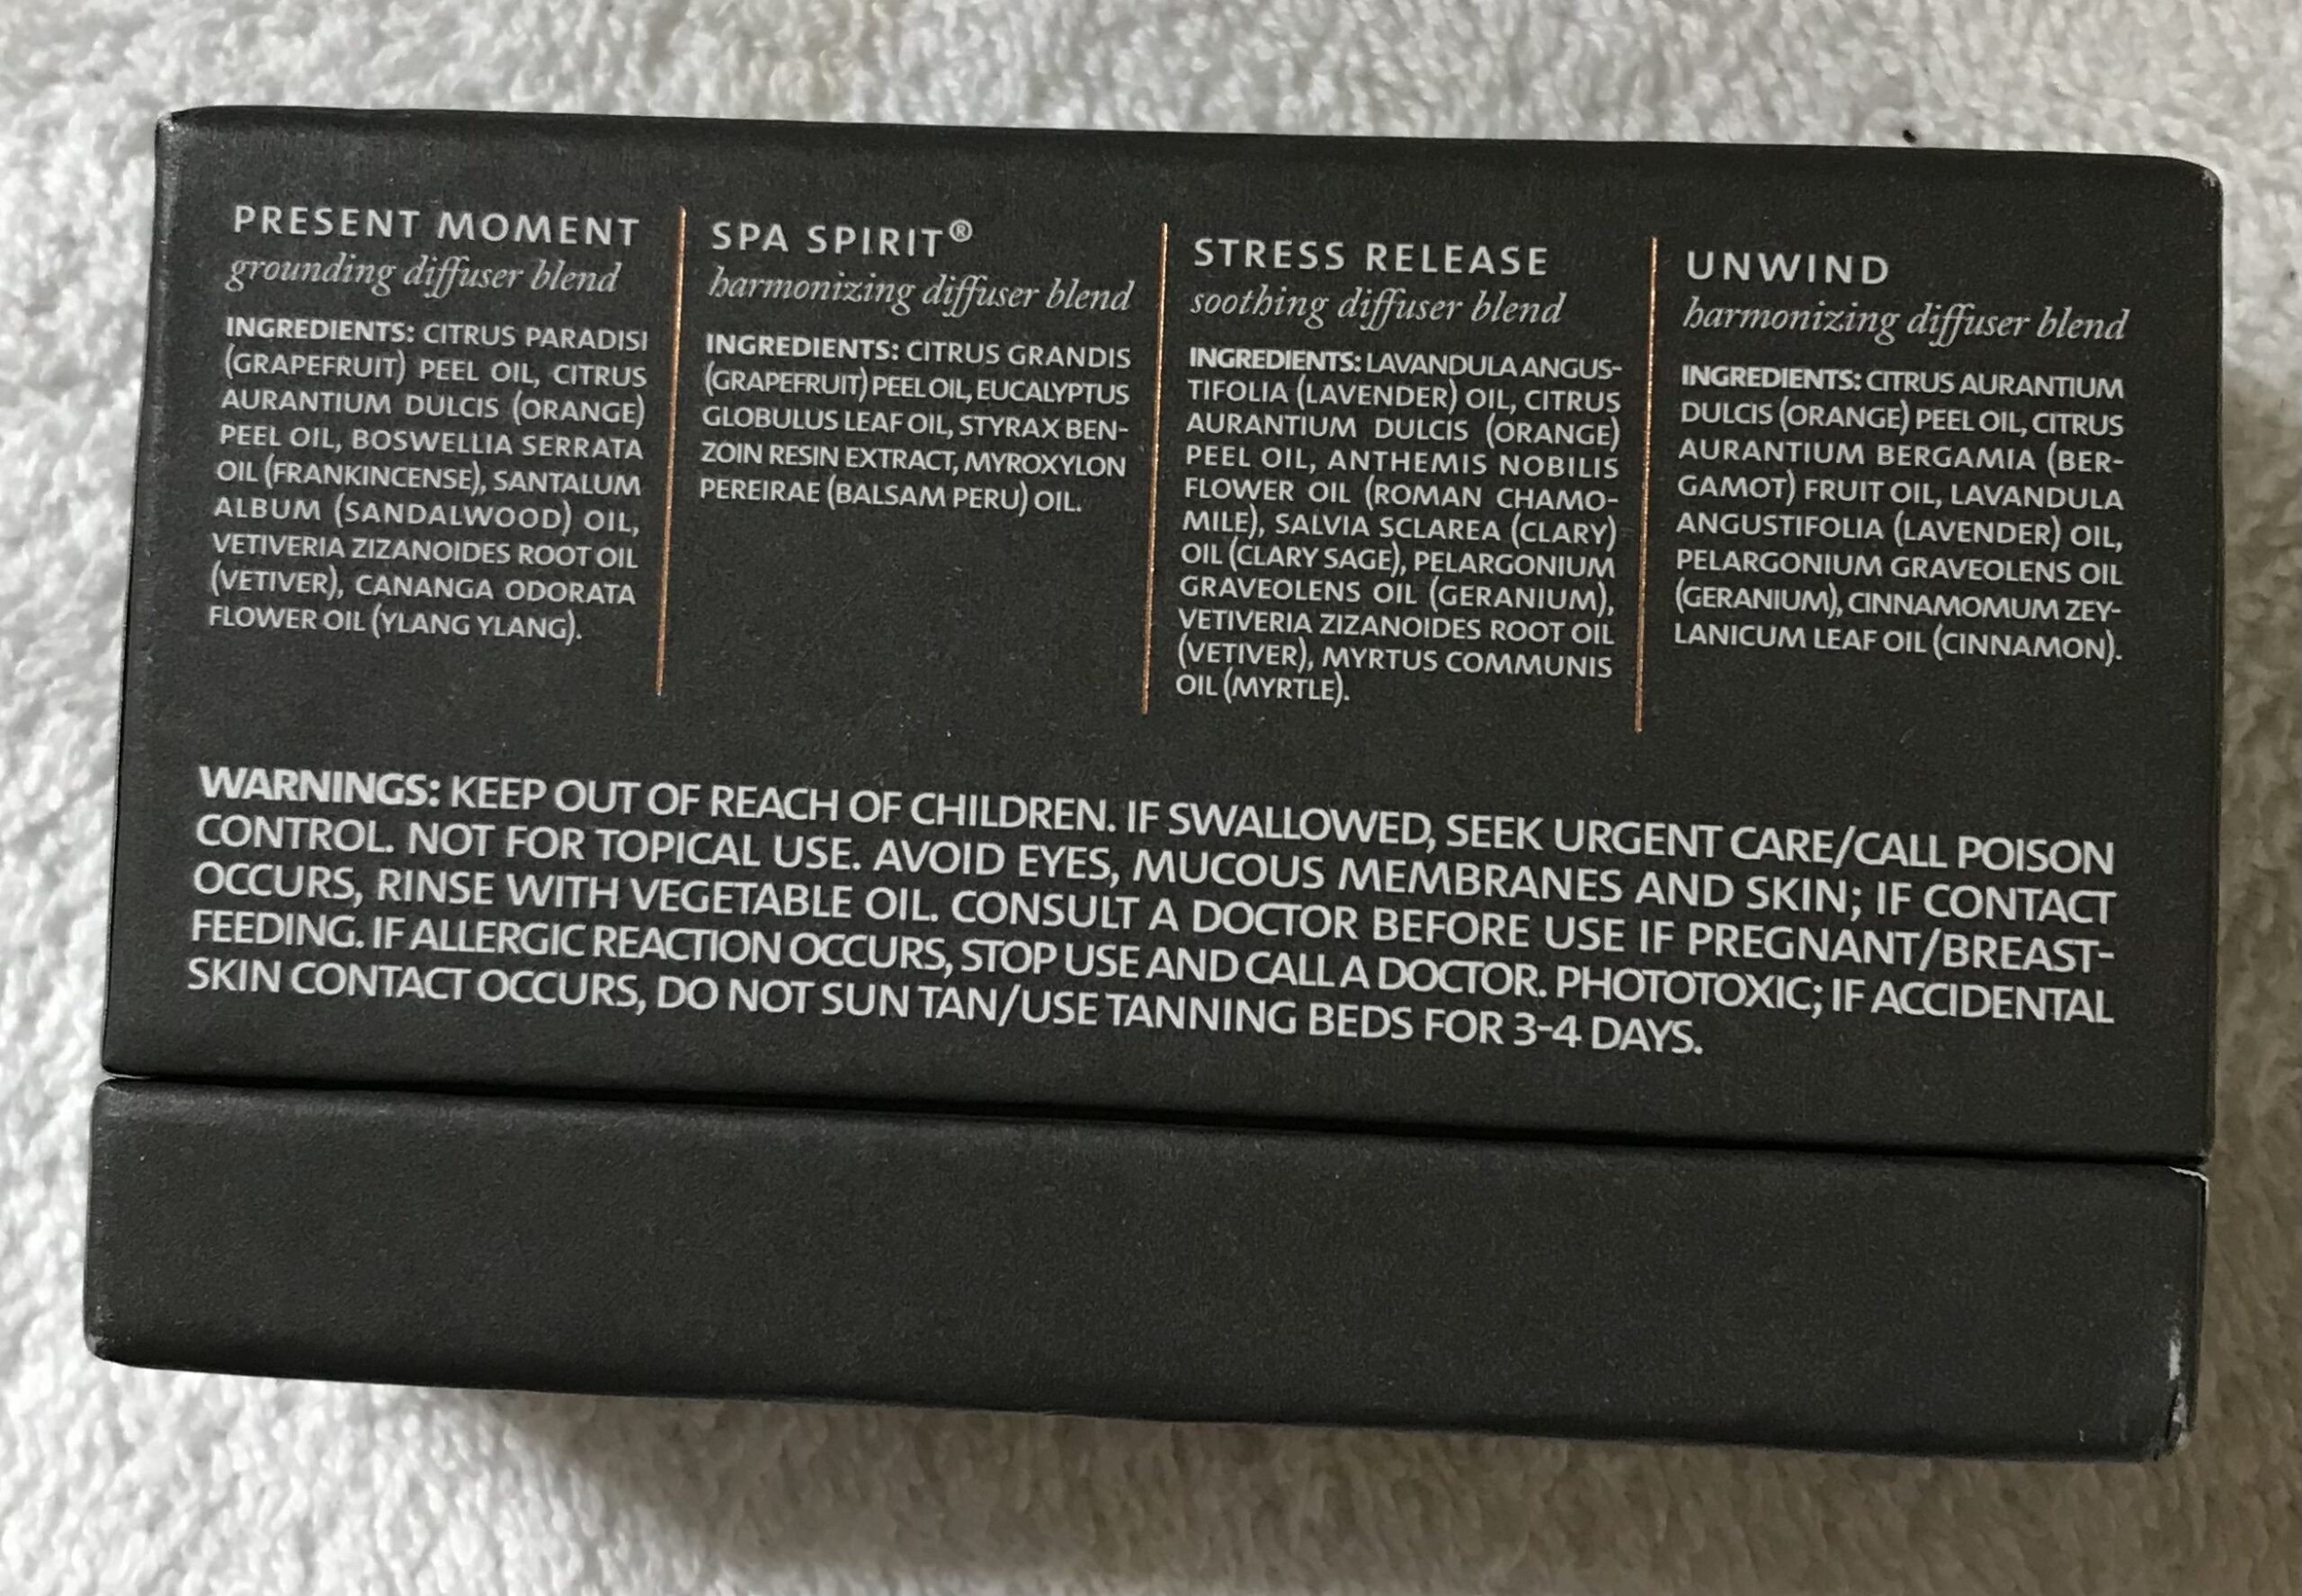 PRESENT MOMENT
grounding diffuser blend
INGREDIENTS: CITRUS PARADISI
(GRAPEFRUIT) PEEL OIL, CITRUS
AURANTIUM DULCIS (ORANGE)
PEEL OIL, BOSWELLIA SERRATA
OIL (FRANKINCENSE), SANTALUM
ALBUM (SANDALWOOD) OIL,
VETIVERIA ZIZANOIDES ROOT OIL
(VETIVER), CANANGA ODORATA
FLOWER OIL (YLANG YLANG).
SPA SPIRIT®
harmonizing diffuser blend
INGREDIENTS: CITRUS GRANDIS
(GRAPEFRUIT) PEEL OIL, EUCALYPTUS
GLOBULUS LEAF OIL, STYRAX BEN-
ZOIN RESIN EXTRACT, MYROXYLON
PEREIRAE (BALSAM PERU) OIL.
STRESS RELEASE
soothing diffuser blend
INGREDIENTS: LAVANDULA ANGUS-
TIFOLIA (LAVENDER) OIL, CITRUS
AURANTIUM DULCIS (ORANGE)
PEEL OIL, ANTHEMIS NOBILIS
FLOWER OIL (ROMAN CHAMO-
MILE), SALVIA SCLAREA (CLARY)
OIL (CLARY SAGE), PELARGONIUM
GRAVEOLENS OIL (GERANIUM),
VETIVERIA ZIZANOIDES ROOT OIL
(VETIVER), MYRTUS COMMUNIS
OIL (MYRTLE).
UNWIND
harmonizing diffuser blend
INGREDIENTS: CITRUS AURANTIUM
DULCIS (ORANGE) PEEL OIL, CITRUS
AURANTIUM BERGAMIA (BER-
GAMOT) FRUIT OIL, LAVANDULA
ANGUSTIFOLIA (LAVENDER) OIL,
PELARGONIUM GRAVEOLENS OIL
(GERANIUM), CINNAMOMUM ZEY-
LANICUM LEAF OIL (CINNAMON).
WARNINGS: KEEP OUT OF REACH OF CHILDREN. IF SWALLOWED, SEEK URGENT CARE/CALL POISON
CONTROL. NOT FOR TOPICAL USE. AVOID EYES, MUCOUS MEMBRANES AND SKIN; IF CONTACT
OCCURS, RINSE WITH VEGETABLE OIL. CONSULT A DOCTOR BEFORE USE IF PREGNANT/BREAST-
FEEDING. IF ALLERGIC REACTION OCCURS, STOP USE AND CALL A DOCTOR. PHOTOTOXIC; IF ACCIDENTAL
SKIN CONTACT OCCURS, DO NOT SUN TAN/USE TANNING BEDS FOR 3-4 DAYS.